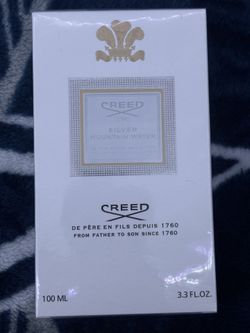 CREED
SILVER
MOUNTAIN WATER
CREED
DE PÈRE EN FILS DEPUIS 1760
FROM FATHER TO SON SINCE 1760
100 ML 3.3 FL.OZ.